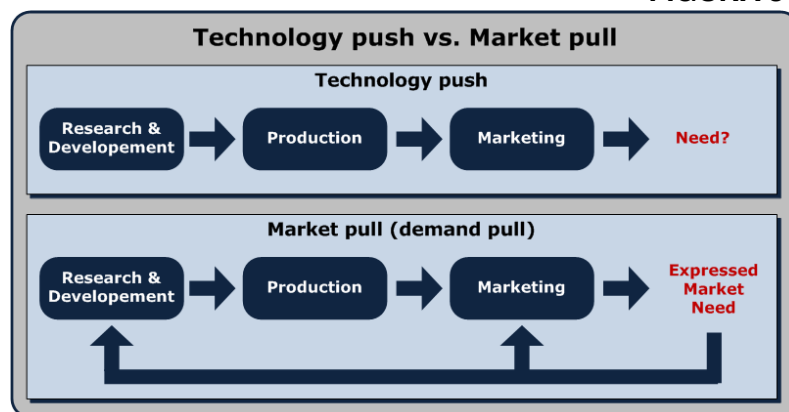 Technology push vs. Market pull
Technology push
Research &
Developement
Production
Marketing
Need?
Market pull (demand pull)
Research &
Developement
Production
Marketing
Expressed
Market
Need